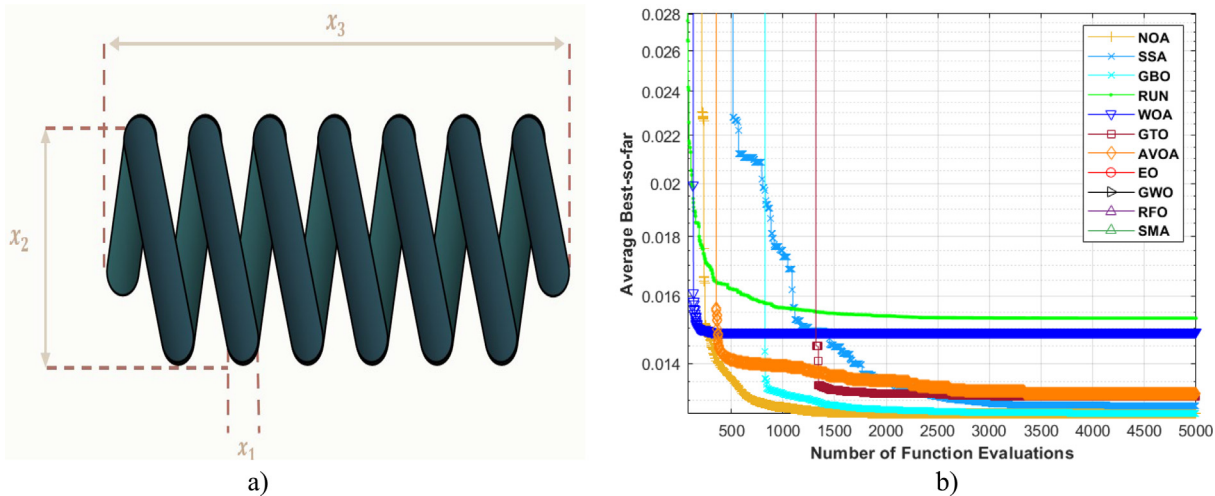 x₃
x₂
x₁
a)
Average Best-so-far
0.028
0.026
0.024
0.022
0.02
0.018
0.016
0.014
500 1000 1500 2000 2500 3000 3500 4000 4500 5000
Number of Function Evaluations
NOA
SSA
GBO
RUN
WOA
GTO
AVOA
EO
GWO
RFO
SMA
b)